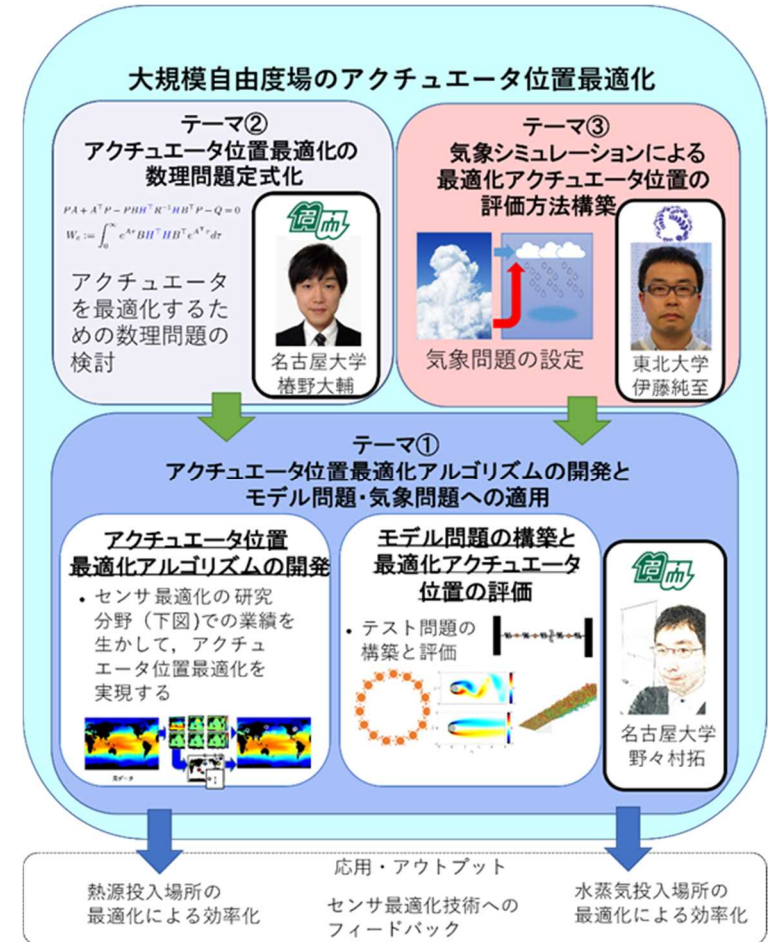 大規模自由度場のアクチュエータ位置最適化
テーマ②
アクチュエータ位置最適化の
数理問題定式化
PA + A⊤P − PBH⊤R⁻¹HB⊤P − Q = 0
アクチュエータ
を最適化するた
めの数理問題の
検討
名古屋大学
椿野大輔
テーマ③
気象シミュレーションによる
最適化アクチュエータ位置の
評価方法構築
気象問題の設定
東北大学
伊藤純至
テーマ①
アクチュエータ位置最適化アルゴリズムの開発と
モデル問題・気象問題への適用
アクチュエータ位置
最適化アルゴリズムの開発
• センサ最適化の研究
分野（下図)での業績を
生かして，アクチュ
エータ位置最適化を
実現する
モデル問題の構築と
最適化アクチュエータ
位置の評価
• テスト問題の
構築と評価
名古屋大学
野々村拓
熱源投入場所の
最適化による効率化
応用・アウトプット
センサ最適化技術への
フィードバック
水蒸気投入場所の
最適化による効率化